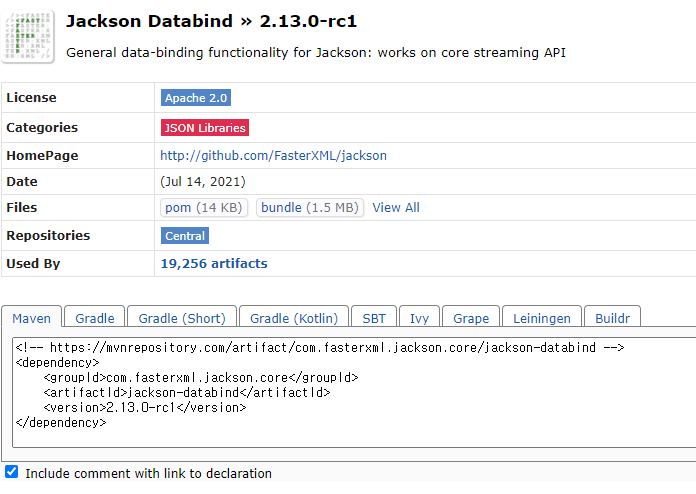 Jackson Databind » 2.13.0-rc1
General data-binding functionality for Jackson: works on core streaming API
License Apache 2.0
Categories JSON Libraries
HomePage http://github.com/FasterXML/jackson
Date (Jul 14, 2021)
Files pom (14 KB) bundle (1.5 MB) View All
Repositories Central
Used By 19,256 artifacts
Maven Gradle Gradle (Short) Gradle (Kotlin) SBT Ivy Grape Leiningen Buildr
<!-- https://mvnrepository.com/artifact/com.fasterxml.jackson.core/jackson-databind -->
<dependency>
    <groupId>com.fasterxml.jackson.core</groupId>
    <artifactId>jackson-databind</artifactId>
    <version>2.13.0-rc1</version>
</dependency>
Include comment with link to declaration